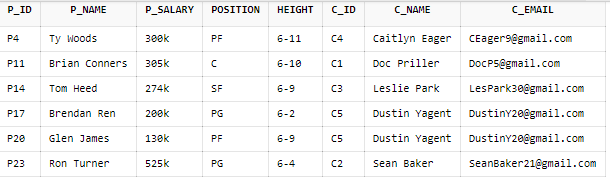 P_ID P_NAME P_SALARY POSITION HEIGHT C_ID C_NAME C_EMAIL
P4 Ty Woods 300k PF 6-11 C4 Caitlyn Eager CEager9@gmail.com
P11 Brian Conners 305k C 6-10 C1 Doc Priller DocP5@gmail.com
P14 Tom Heed 274k SF 6-9 C3 Leslie Park LesPark30@gmail.com
P17 Brendan Ren 200k PG 6-2 C5 Dustin Yagent DustinY20@gmail.com
P20 Glen James 130k PF 6-9 C5 Dustin Yagent DustinY20@gmail.com
P23 Ron Turner 525k PG 6-4 C2 Sean Baker SeanBaker21@gmail.com